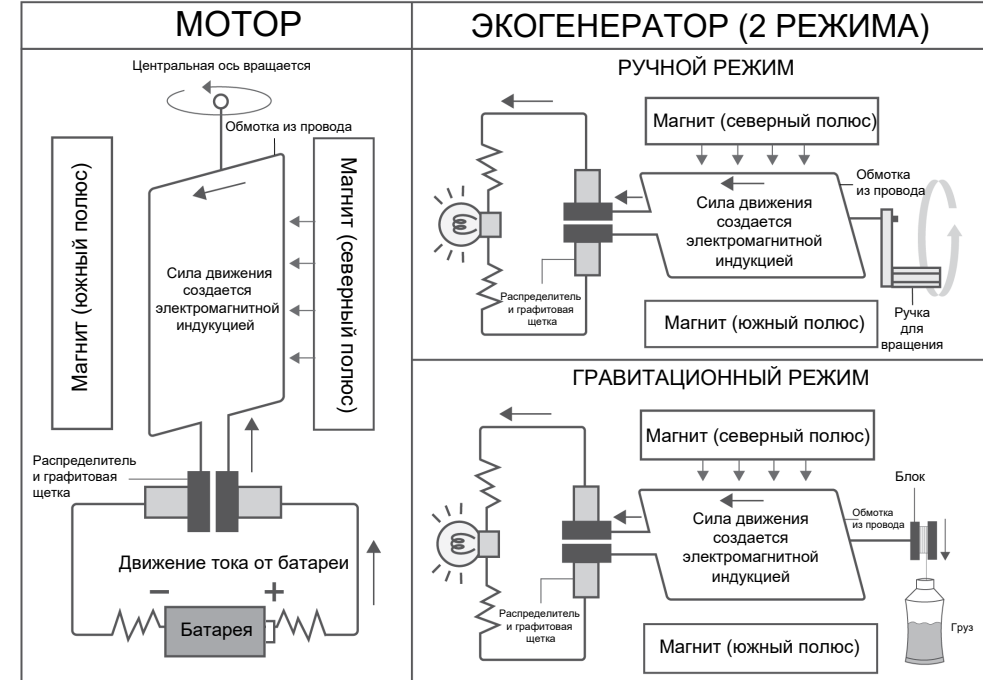 МОТОР
Центральная ось вращается
Обмотка из провода
Магнит (южный полюс)
Магнит (северный полюс)
Сила движения
создается
электромагнитной
индукуцией
Распределитель
и графитовая
щетка
Движение тока от батареи
− +
Батарея
ЭКОГЕНЕРАТОР (2 РЕЖИМА)
РУЧНОЙ РЕЖИМ
Магнит (северный полюс)
Обмотка
из провода
Сила движения
создается
электромагнитной
индукцией
Распределитель
и графитовая
щетка
Магнит (южный полюс)
Ручка
для
вращения
ГРАВИТАЦИОННЫЙ РЕЖИМ
Магнит (северный полюс)
Блок
Обмотка
из провода
Сила движения
создается
электромагнитной
индукцией
Распределитель
и графитовая
щетка
Груз
Магнит (южный полюс)